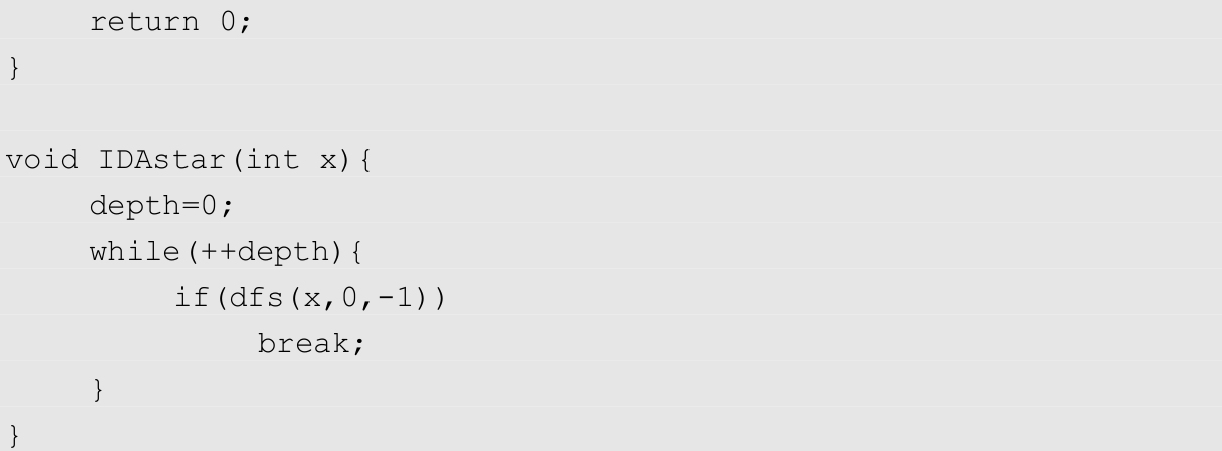 return 0;
}

void IDAstar(int x){
     depth=0;
     while(++depth){
          if(dfs(x,0,-1))
               break;
     }
}